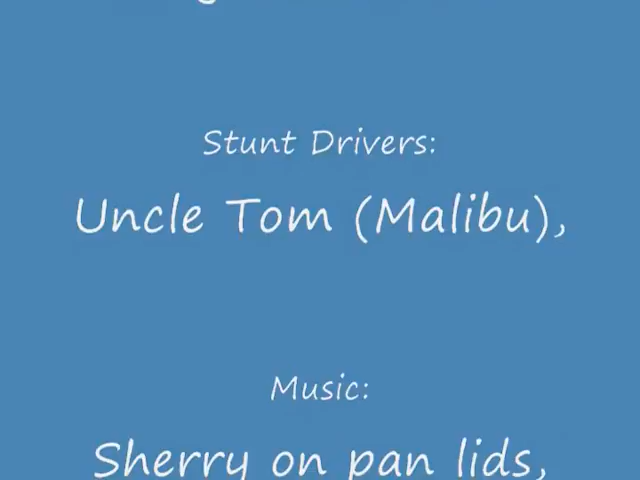 Stunt Drivers:
Uncle Tom (Malibu),
Music:
Sherry on pan lids,